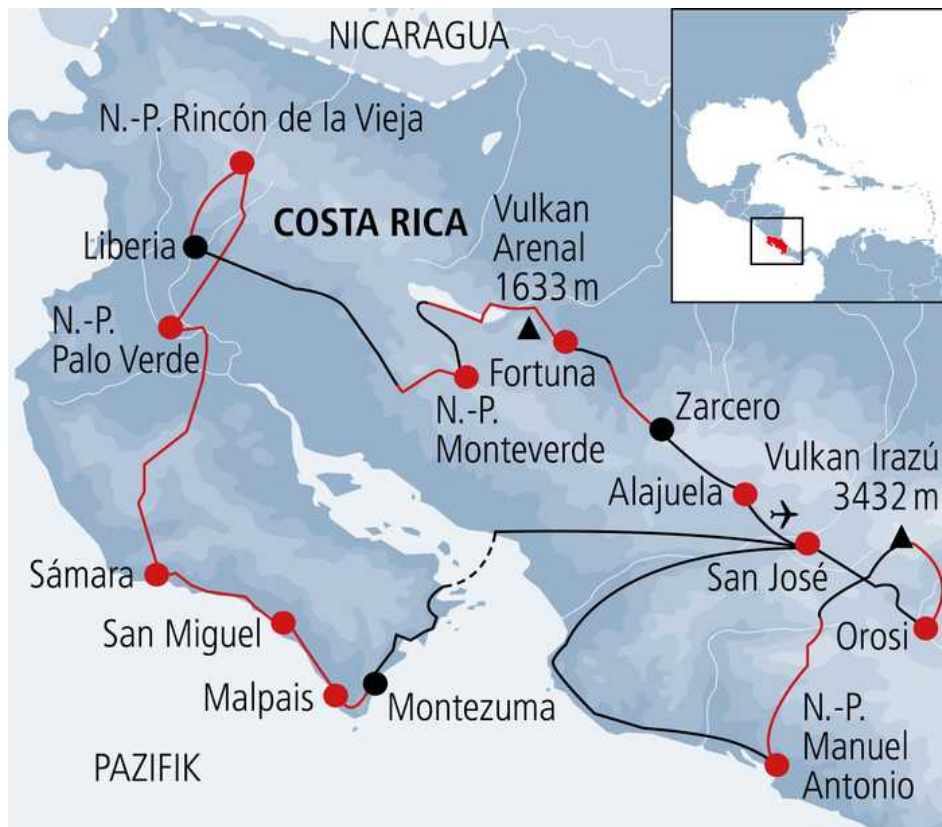 NICARAGUA
N.-P. Rincón de la Vieja
COSTA RICA
Vulkan
Arenal
1633 m
Liberia
N.-P.
Palo Verde
Fortuna
N.-P.
Monteverde
Zarcero
Vulkan Irazú
3432 m
Alajuela
San José
Sámara
San Miguel
Orosi
Malpais
Montezuma
N.-P.
Manuel
Antonio
PAZIFIK